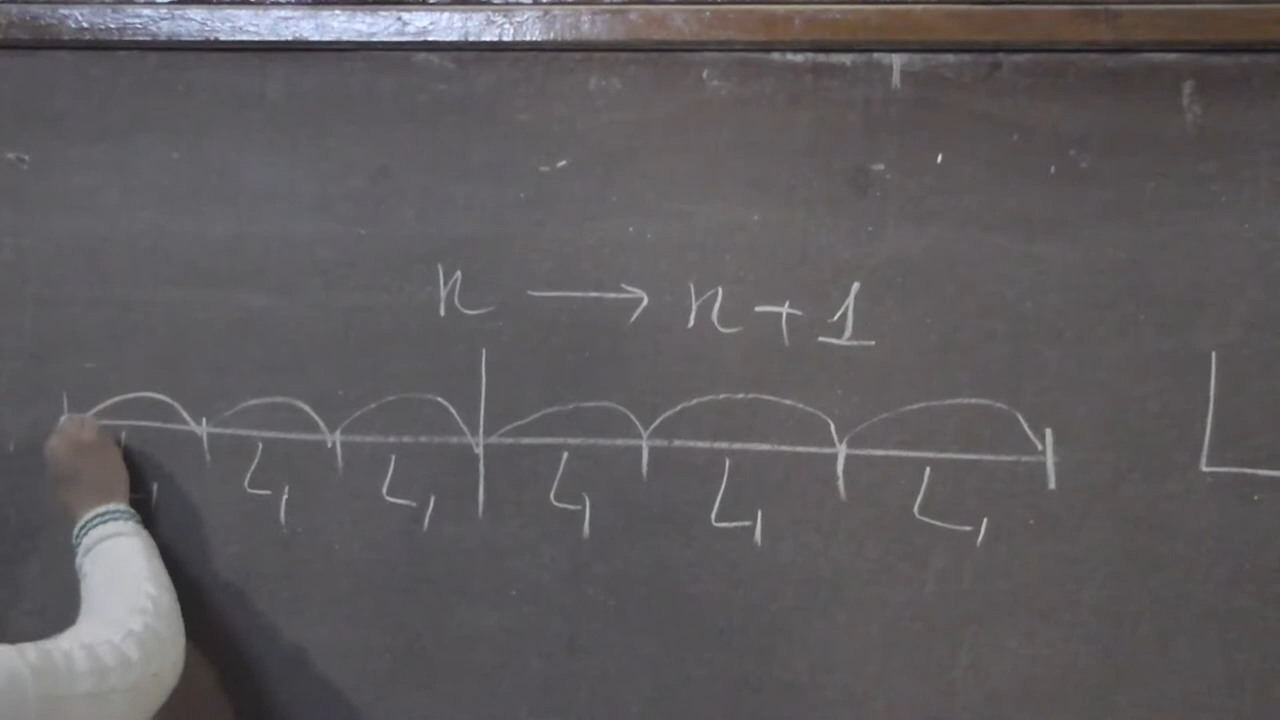 n → n + 1
L₁ L₁ L₁ L₁ L₁